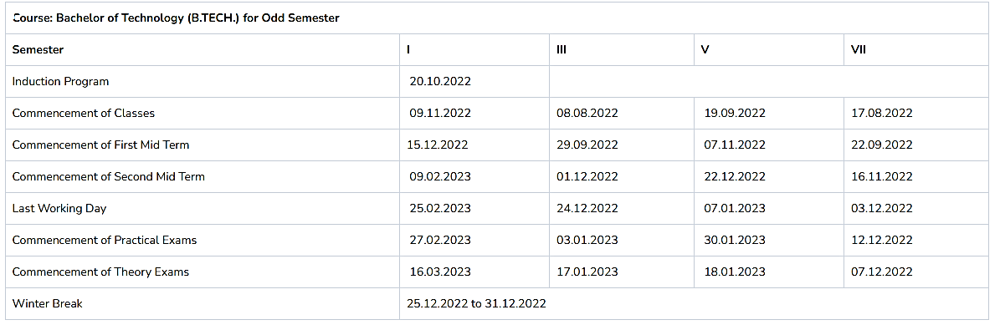 Course: Bachelor of Technology (B.TECH.) for Odd Semester
Semester I III V VII
Induction Program 20.10.2022
Commencement of Classes 09.11.2022 08.08.2022 19.09.2022 17.08.2022
Commencement of First Mid Term 15.12.2022 29.09.2022 07.11.2022 22.09.2022
Commencement of Second Mid Term 09.02.2023 01.12.2022 22.12.2022 16.11.2022
Last Working Day 25.02.2023 24.12.2022 07.01.2023 03.12.2022
Commencement of Practical Exams 27.02.2023 03.01.2023 30.01.2023 12.12.2022
Commencement of Theory Exams 16.03.2023 17.01.2023 18.01.2023 07.12.2022
Winter Break 25.12.2022 to 31.12.2022